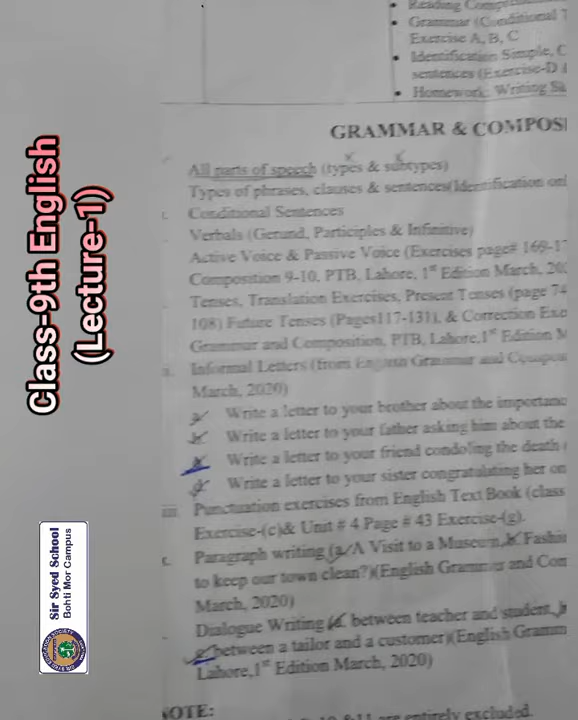 Class-9th English
(Lecture-1)
Sir Syed School
Bohti Mor Campus
Reading
Grammar (Conditional
Exercise A, B, C
Identification Simple,
sentences (Exercise-D
Homework: Writing
GRAMMAR & COMPOS
All parts of speech (types & subtypes)
Types of phrases, clauses & sentences(Identification
Conditional Sentences
Verbals (Gerund, Participles & Infinitive)
Active Voice & Passive Voice (Exercises page# 169-17
Composition 9-10, PTB, Lahore, 1st Edition March, 20
Tenses, Translation Exercises, Present Tenses (page 74
108) Future Tenses (Pages117-131), & Correction
Grammar and Composition, PTB, Lahore,1st Edition M
Informal Letters (from English Grammar and
March, 2020)
Write a letter to your brother about the
Write a letter to your father asking him about the
Write a letter to your friend condoling the death
Write a letter to your sister congratulating her on
iii. Punctuation exercises from English Text Book (class
Exercise-(c)& Unit # 4 Page # 43 Exercise-(g).
Paragraph writing (a A Visit to a Museum,
to keep our town clean?)(English Grammar and
March, 2020)
Dialogue Writing between teacher and student,
between a tailor and a customer)(English
Lahore,1st Edition March, 2020)
NOTE:
are entirely excluded.